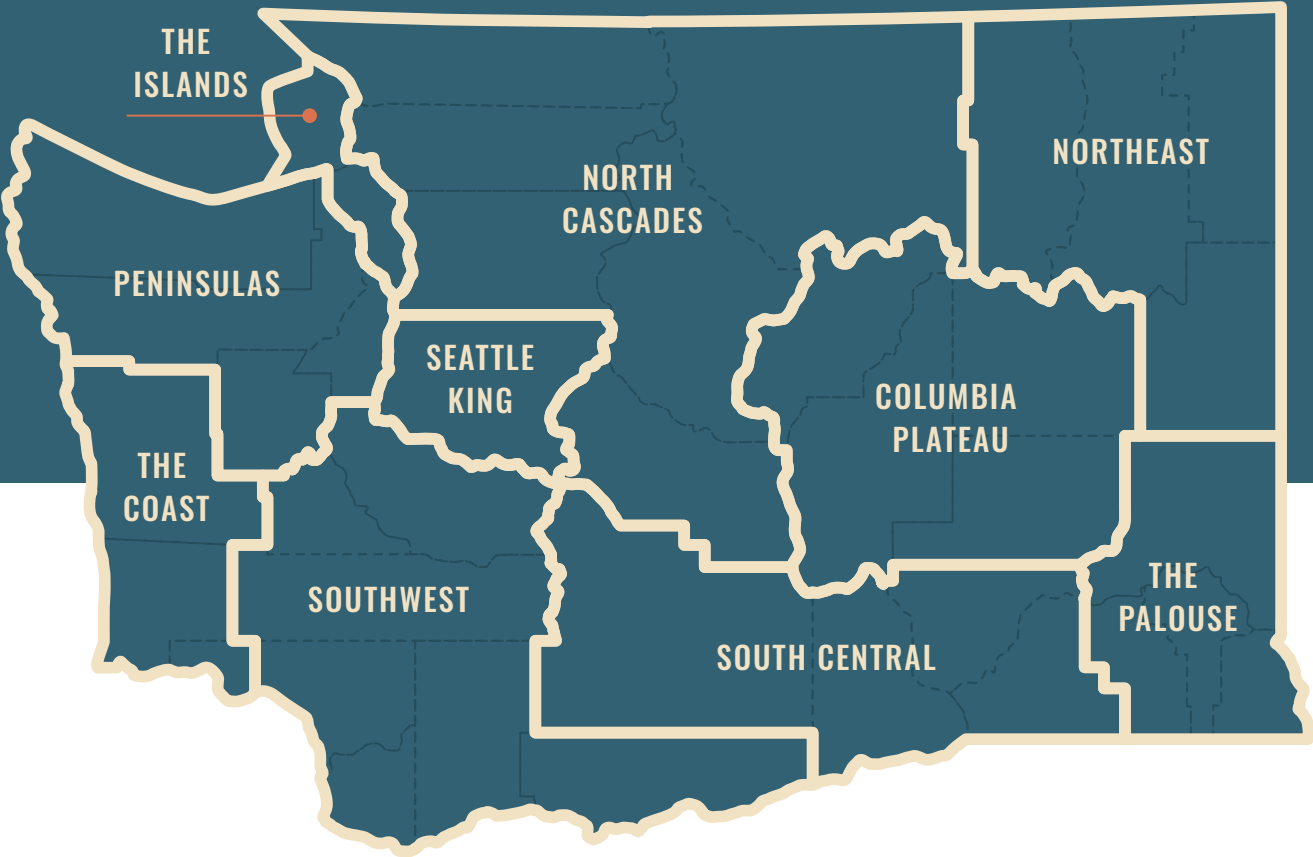 THE
ISLANDS
NORTHEAST
NORTH
CASCADES
PENINSULAS
SEATTLE
KING
COLUMBIA
PLATEAU
THE
COAST
SOUTHWEST
THE
PALOUSE
SOUTH CENTRAL